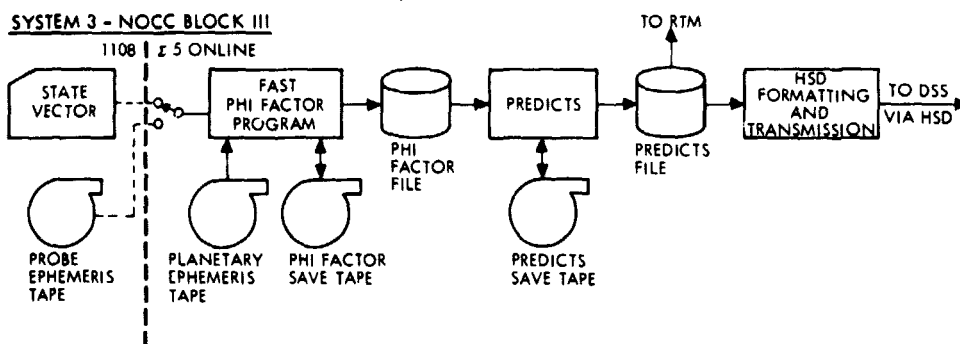 SYSTEM 3 - NOCC BLOCK III
1108
Σ 5 ONLINE
STATE
VECTOR
FAST
PHI FACTOR
PROGRAM
PHI
FACTOR
FILE
PREDICTS
TO RTM
PREDICTS
FILE
HSD
FORMATTING
AND
TRANSMISSION
TO DSS
VIA HSD
PROBE
EPHEMERIS
TAPE
PLANETARY
EPHEMERIS
TAPE
PHI FACTOR
SAVE TAPE
PREDICTS
SAVE TAPE